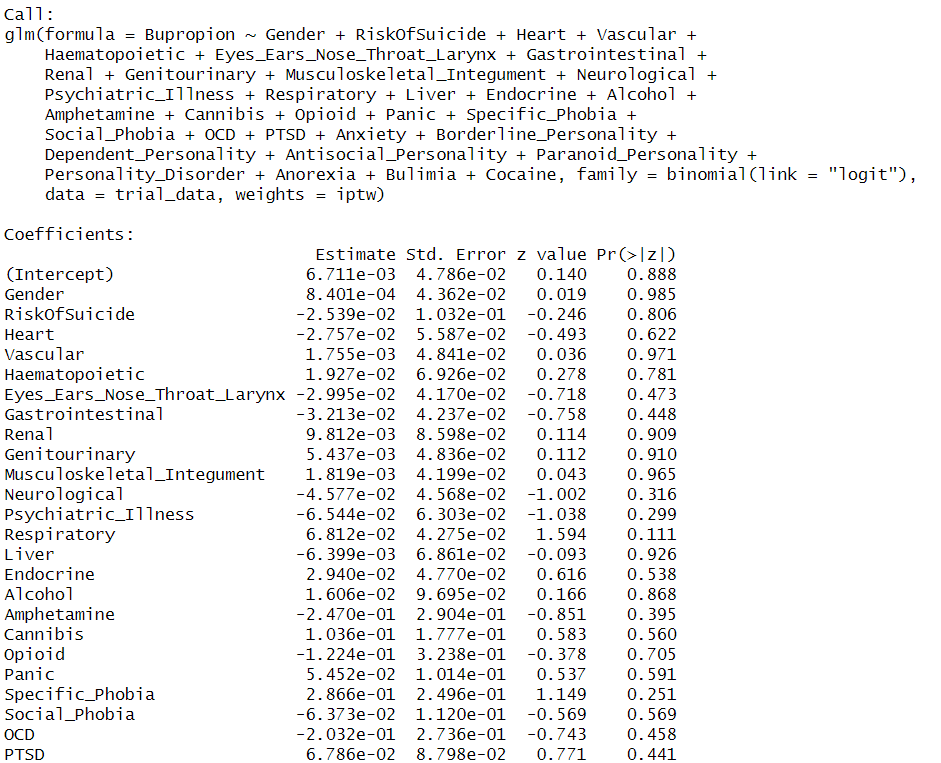 Call:
glm(formula = Bupropion ~ Gender + RiskOfSuicide + Heart + Vascular +
    Haematopoietic + Eyes_Ears_Nose_Throat_Larynx + Gastrointestinal +
    Renal + Genitourinary + Musculoskeletal_Integument + Neurological +
    Psychiatric_Illness + Respiratory + Liver + Endocrine + Alcohol +
    Amphetamine + Cannibis + Opioid + Panic + Specific_Phobia +
    Social_Phobia + OCD + PTSD + Anxiety + Borderline_Personality +
    Dependent_Personality + Antisocial_Personality + Paranoid_Personality +
    Personality_Disorder + Anorexia + Bulimia + Cocaine, family = binomial(link = "logit"),
    data = trial_data, weights = iptw)

Coefficients:
                               Estimate Std. Error z value Pr(>|z|)
(Intercept)                   6.711e-03  4.786e-02   0.140    0.888
Gender                        8.401e-04  4.362e-02   0.019    0.985
RiskOfSuicide                -2.539e-02  1.032e-01  -0.246    0.806
Heart                        -2.757e-02  5.587e-02  -0.493    0.622
Vascular                      1.755e-03  4.841e-02   0.036    0.971
Haematopoietic                1.927e-02  6.926e-02   0.278    0.781
Eyes_Ears_Nose_Throat_Larynx -2.995e-02  4.170e-02  -0.718    0.473
Gastrointestinal             -3.213e-02  4.237e-02  -0.758    0.448
Renal                         9.812e-03  8.598e-02   0.114    0.909
Genitourinary                 5.437e-03  4.836e-02   0.112    0.910
Musculoskeletal_Integument    1.819e-03  4.199e-02   0.043    0.965
Neurological                 -4.577e-02  4.568e-02  -1.002    0.316
Psychiatric_Illness          -6.544e-02  6.303e-02  -1.038    0.299
Respiratory                   6.812e-02  4.275e-02   1.594    0.111
Liver                        -6.399e-03  6.861e-02  -0.093    0.926
Endocrine                     2.940e-02  4.770e-02   0.616    0.538
Alcohol                       1.606e-02  9.695e-02   0.166    0.868
Amphetamine                  -2.470e-01  2.904e-01  -0.851    0.395
Cannibis                      1.036e-01  1.777e-01   0.583    0.560
Opioid                       -1.224e-01  3.238e-01  -0.378    0.705
Panic                         5.452e-02  1.014e-01   0.537    0.591
Specific_Phobia               2.866e-01  2.496e-01   1.149    0.251
Social_Phobia                -6.373e-02  1.120e-01  -0.569    0.569
OCD                          -2.032e-01  2.736e-01  -0.743    0.458
PTSD                          6.786e-02  8.798e-02   0.771    0.441